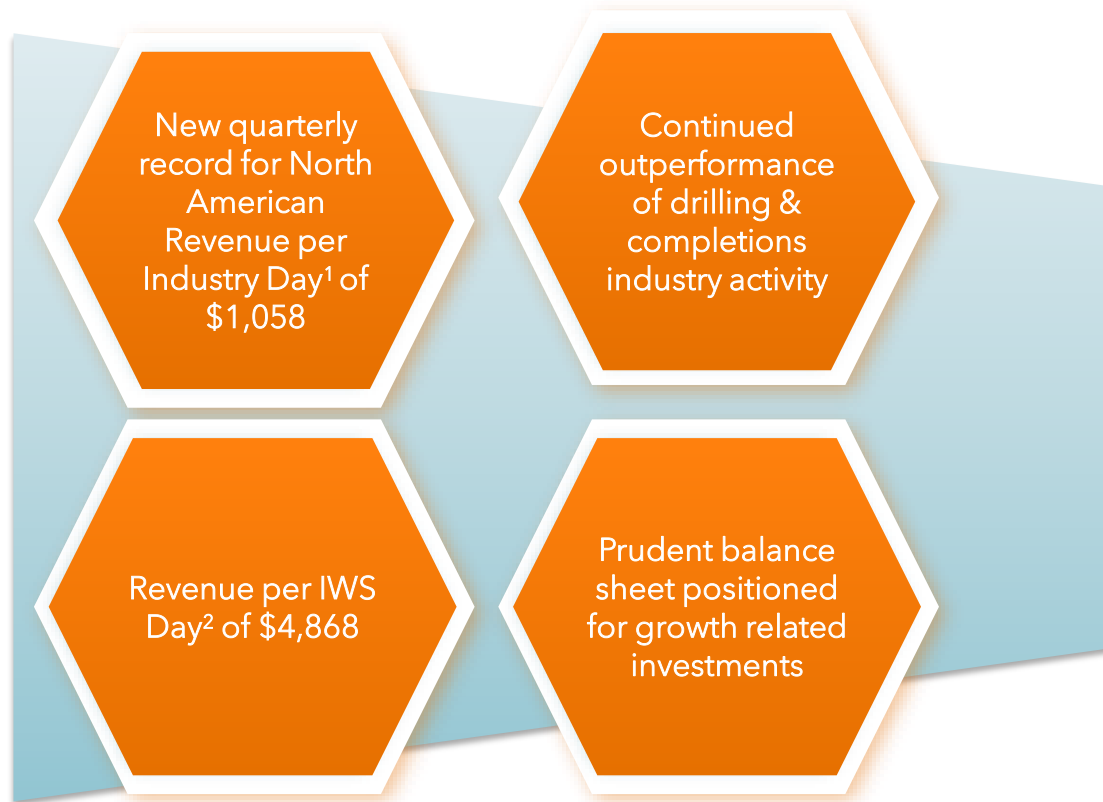 New quarterly
record for North
American
Revenue per
Industry Day¹ of
$1,058
Continued
outperformance
of drilling &
completions
industry activity
Revenue per IWS
Day² of $4,868
Prudent balance
sheet positioned
for growth related
investments